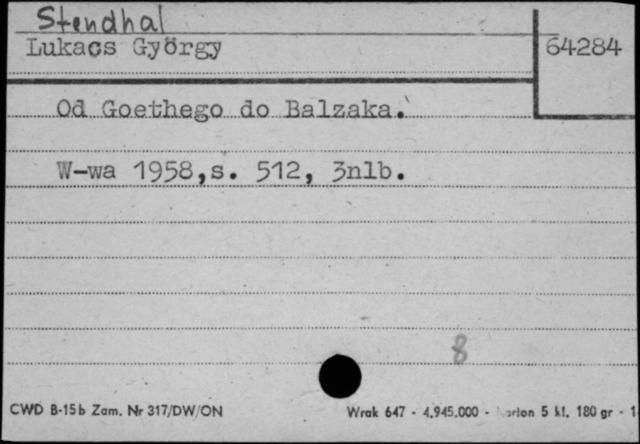 Stendhal
Lukacs György
64284
Od Goethego do Balzaka.
W-wa 1958,s. 512, 3nlb.
8
CWD B-15b Zam. Nr 317/DW/ON
Wrak 647 - 4.945.000 - 5 kl. 180 gr - 1